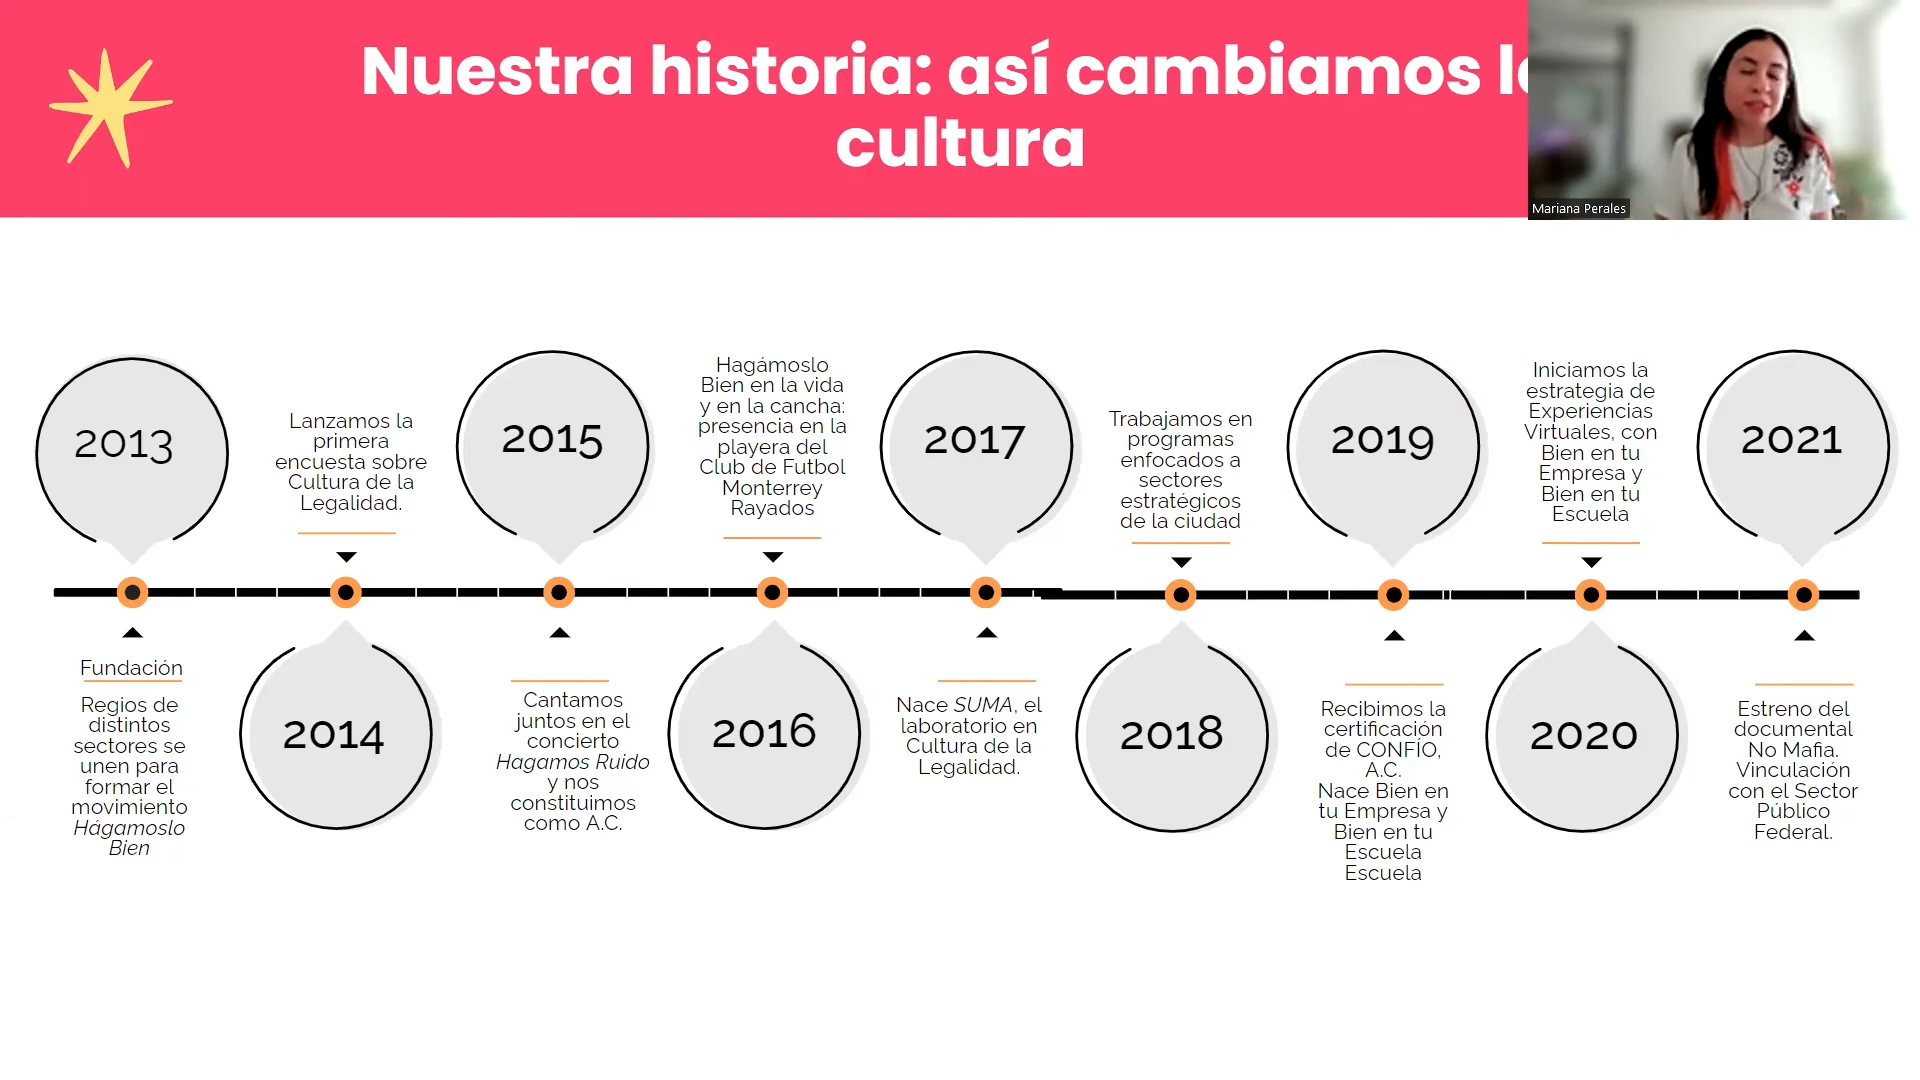 Nuestra historia: así cambiamos l
cultura
Mariana Perales
2013
Fundación
Regios de
distintos
sectores se
unen para
formar el
movimiento
Hágamoslo
Bien
Lanzamos la
primera
encuesta sobre
Cultura de la
Legalidad.
2014
2015
Cantamos
juntos en el
concierto
Hagamos Ruido
y nos
constituimos
como A.C.
Hagámoslo
Bien en la vida
y en la cancha:
presencia en la
playera del
Club de Futbol
Monterrey
Rayados
2016
2017
Nace SUMA, el
laboratorio en
Cultura de la
Legalidad.
Trabajamos en
programas
enfocados a
sectores
estratégicos
de la ciudad
2018
2019
Recibimos la
certificación
de CONFÍO,
A.C.
Nace Bien en
tu Empresa y
Bien en tu
Escuela
Escuela
Iniciamos la
estrategia de
Experiencias
Virtuales, con
Bien en tu
Empresa y
Bien en tu
Escuela
2020
2021
Estreno del
documental
No Mafia.
Vinculación
con el Sector
Público
Federal.